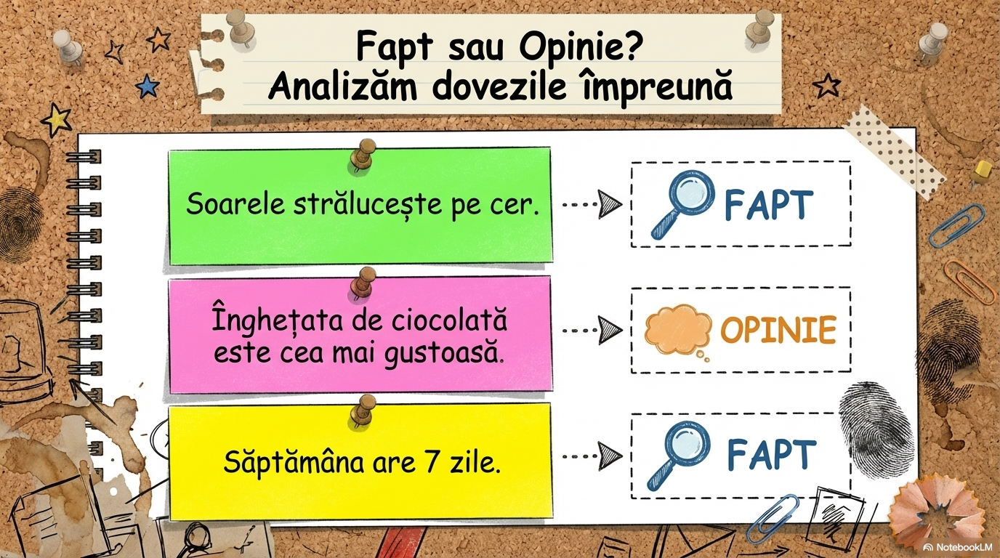 Fapt sau Opinie?
Analizăm dovezile împreună
Soarele strălucește pe cer.
FAPT
Înghețata de ciocolată
este cea mai gustoasă.
OPINIE
Săptămâna are 7 zile.
FAPT
NotebookLM